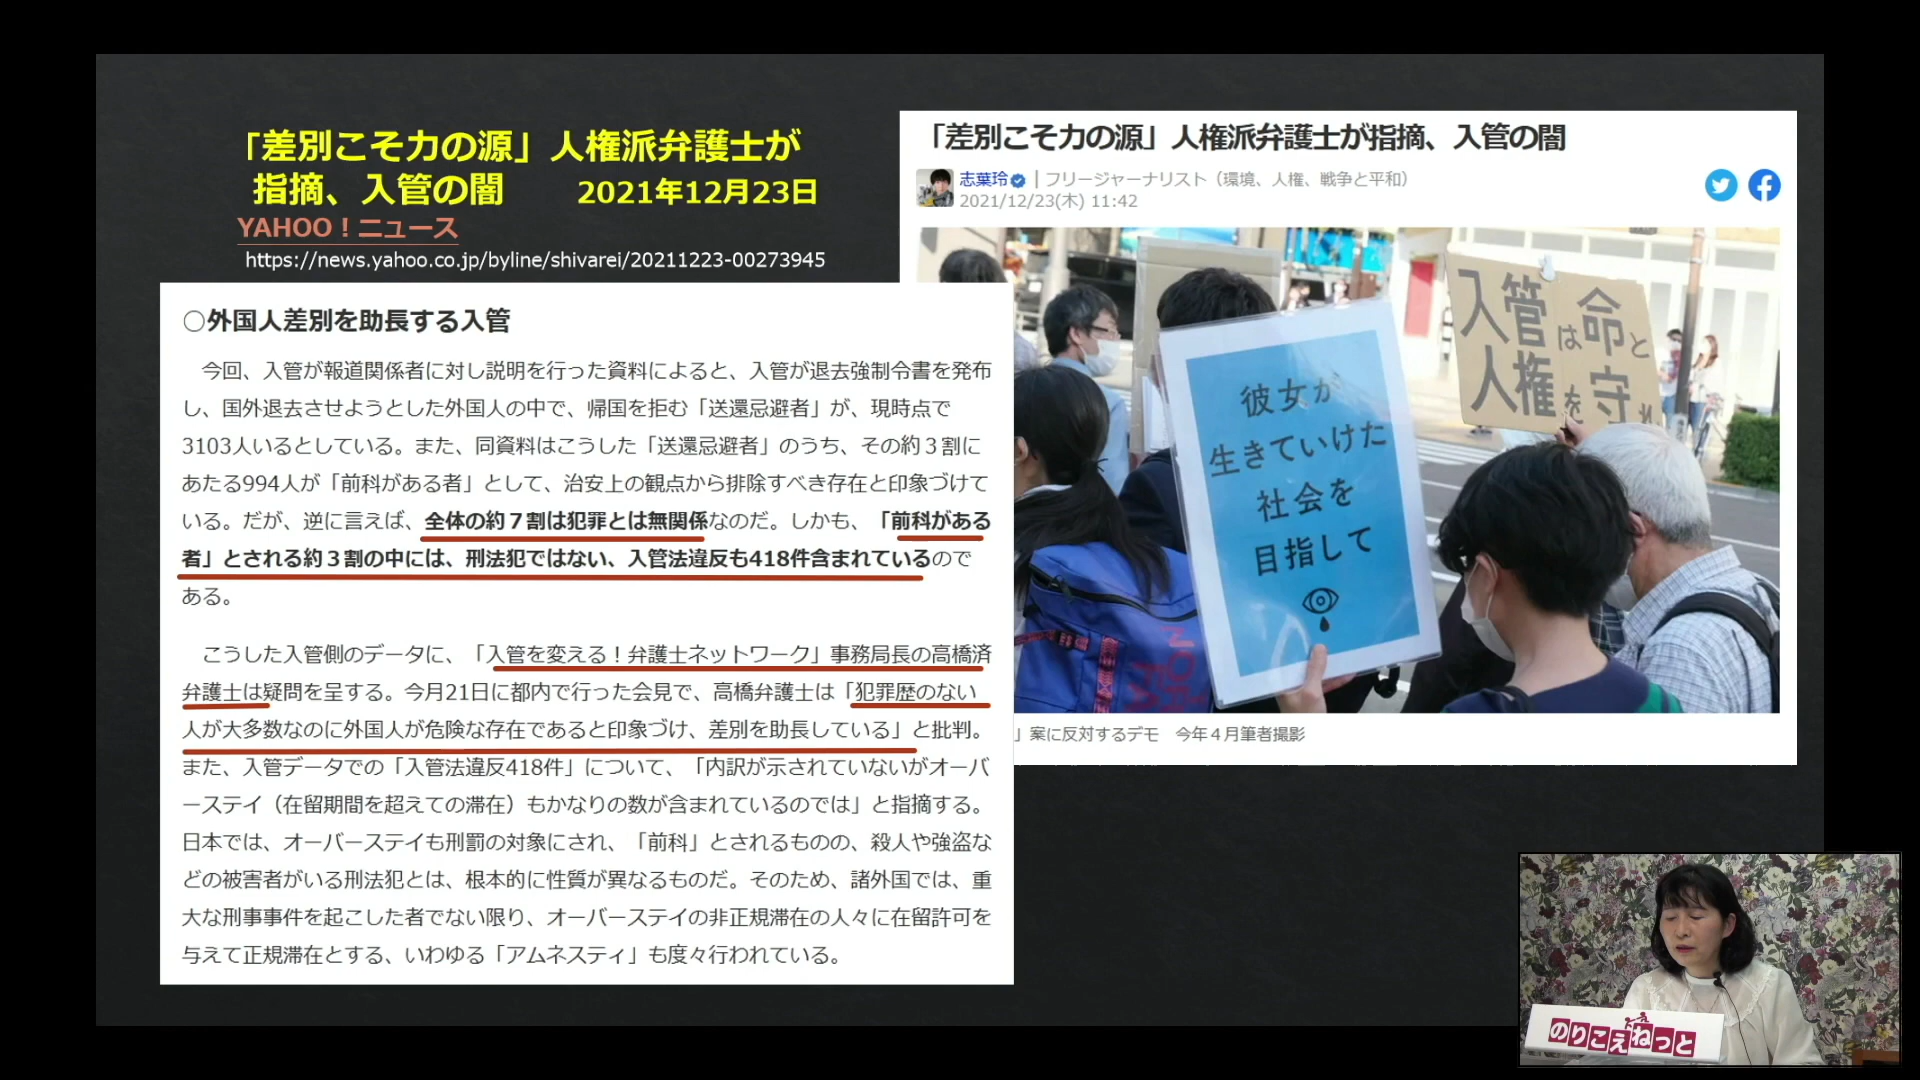 「差別こそ力の源」人権派弁護士が
指摘、入管の闇　　2021年12月23日
YAHOO！ニュース
https://news.yahoo.co.jp/byline/shivarei/20211223-00273945
○外国人差別を助長する入管
今回、入管が報道関係者に対し説明を行った資料によると、入管が退去強制令書を発布
し、国外退去させようとした外国人の中で、帰国を拒む「送還忌避者」が、現時点で
3103人いるとしている。また、同資料はこうした「送還忌避者」のうち、その約３割に
あたる994人が「前科がある者」として、治安上の観点から排除すべき存在と印象づけて
いる。だが、逆に言えば、全体の約７割は犯罪とは無関係なのだ。しかも、「前科がある
者」とされる約３割の中には、刑法犯ではない、入管法違反も418件含まれているので
ある。
こうした入管側のデータに、「入管を変える！弁護士ネットワーク」事務局長の高橋済
弁護士は疑問を呈する。今月21日に都内で行った会見で、高橋弁護士は「犯罪歴のない
人が大多数なのに外国人が危険な存在であると印象づけ、差別を助長している」と批判。
また、入管データでの「入管法違反418件」について、「内訳が示されていないがオーバ
ーステイ（在留期間を超えての滞在）もかなりの数が含まれているのでは」と指摘する。
日本では、オーバーステイも刑罰の対象にされ、「前科」とされるものの、殺人や強盗な
どの被害者がいる刑法犯とは、根本的に性質が異なるものだ。そのため、諸外国では、重
大な刑事事件を起こした者でない限り、オーバーステイの非正規滞在の人々に在留許可を
与えて正規滞在とする、いわゆる「アムネスティ」も度々行われている。
「差別こそ力の源」人権派弁護士が指摘、入管の闇
志葉玲 | フリージャーナリスト（環境、人権、戦争と平和）
2021/12/23(木) 11:42
入管は命と
人権を守れ
彼女が
生きていけた
社会を
目指して
」案に反対するデモ　今年４月筆者撮影
のりこえねっと